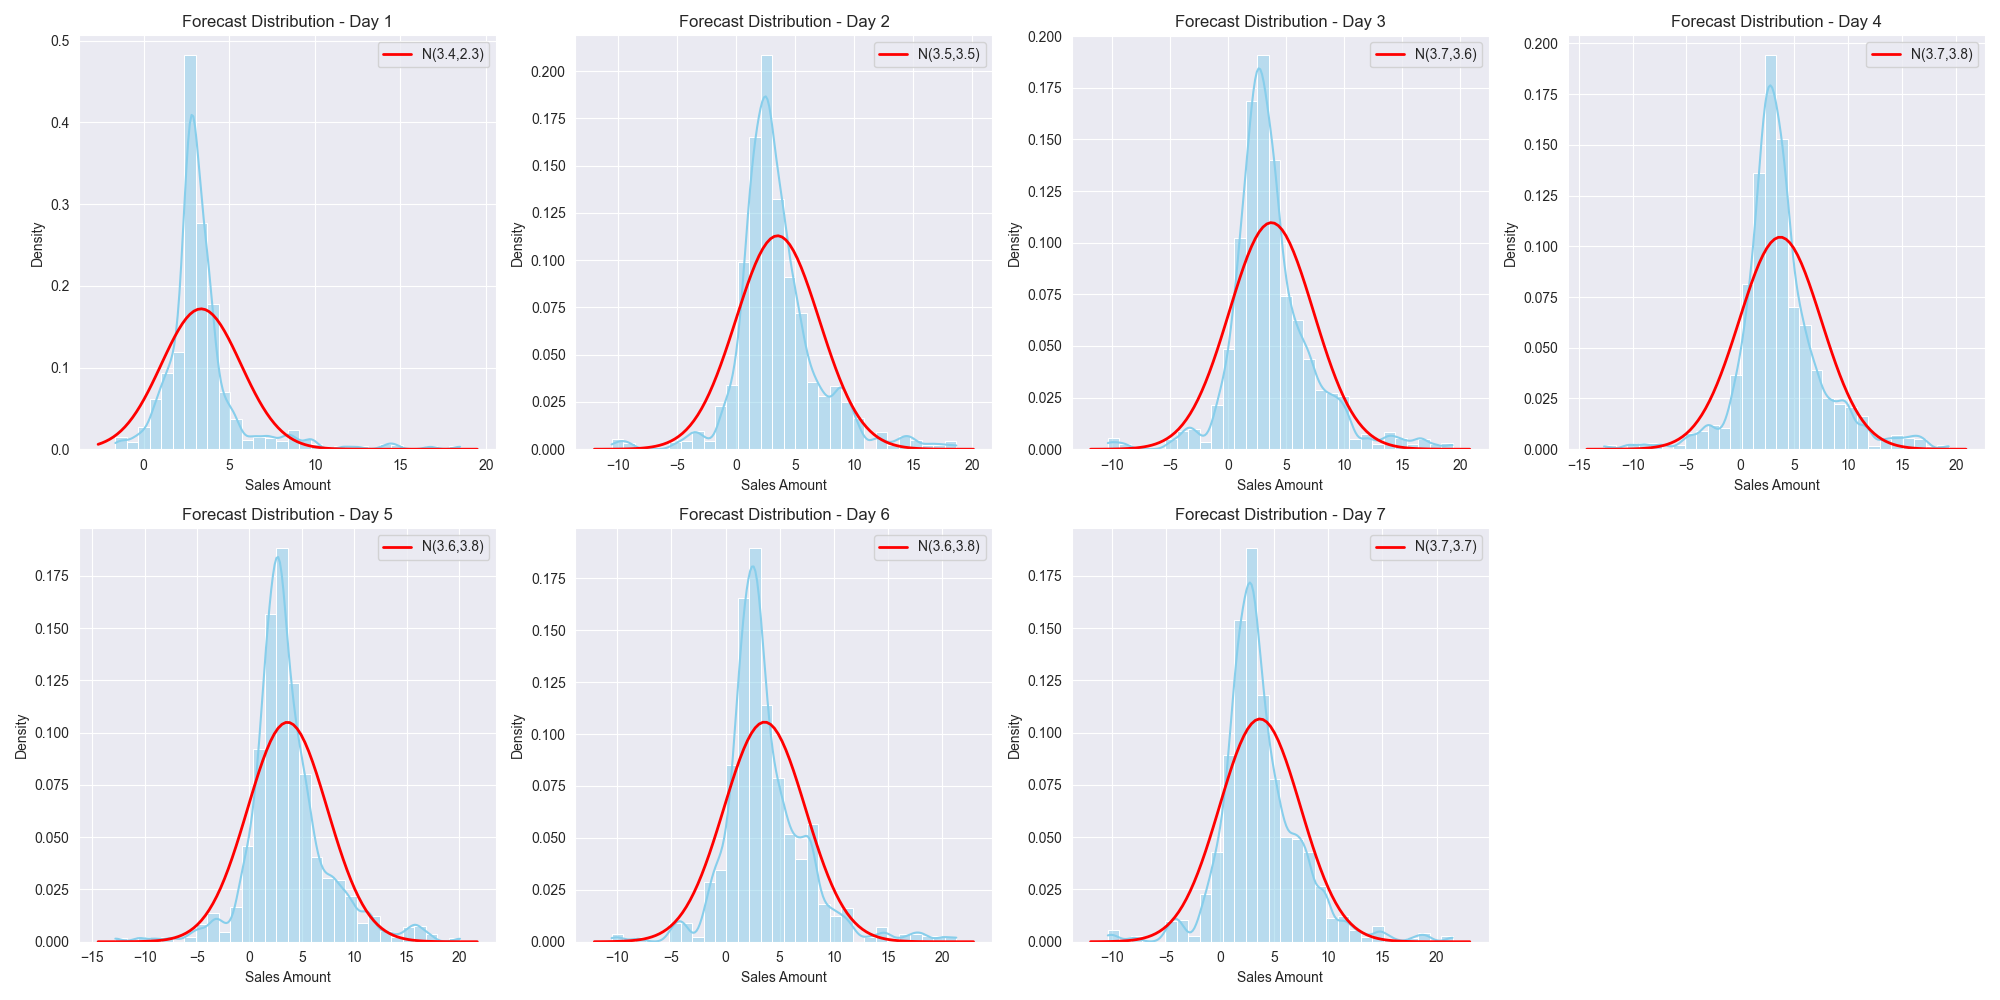 Forecast Distribution - Day 1
N(3.4,2.3)
0.5
0.4
0.3
0.2
0.1
0.0
Density
0 5 10 15 20
Sales Amount
Forecast Distribution - Day 2
N(3.5,3.5)
0.200
0.175
0.150
0.125
0.100
0.075
0.050
0.025
0.000
Density
−10 −5 0 5 10 15 20
Sales Amount
Forecast Distribution - Day 3
N(3.7,3.6)
0.200
0.175
0.150
0.125
0.100
0.075
0.050
0.025
0.000
Density
−10 −5 0 5 10 15 20
Sales Amount
Forecast Distribution - Day 4
N(3.7,3.8)
0.200
0.175
0.150
0.125
0.100
0.075
0.050
0.025
0.000
Density
−15 −10 −5 0 5 10 15 20
Sales Amount
Forecast Distribution - Day 5
N(3.6,3.8)
0.175
0.150
0.125
0.100
0.075
0.050
0.025
0.000
Density
−15 −10 −5 0 5 10 15 20
Sales Amount
Forecast Distribution - Day 6
N(3.6,3.8)
0.175
0.150
0.125
0.100
0.075
0.050
0.025
0.000
Density
−10 −5 0 5 10 15 20
Sales Amount
Forecast Distribution - Day 7
N(3.7,3.7)
0.175
0.150
0.125
0.100
0.075
0.050
0.025
0.000
Density
−10 −5 0 5 10 15 20
Sales Amount